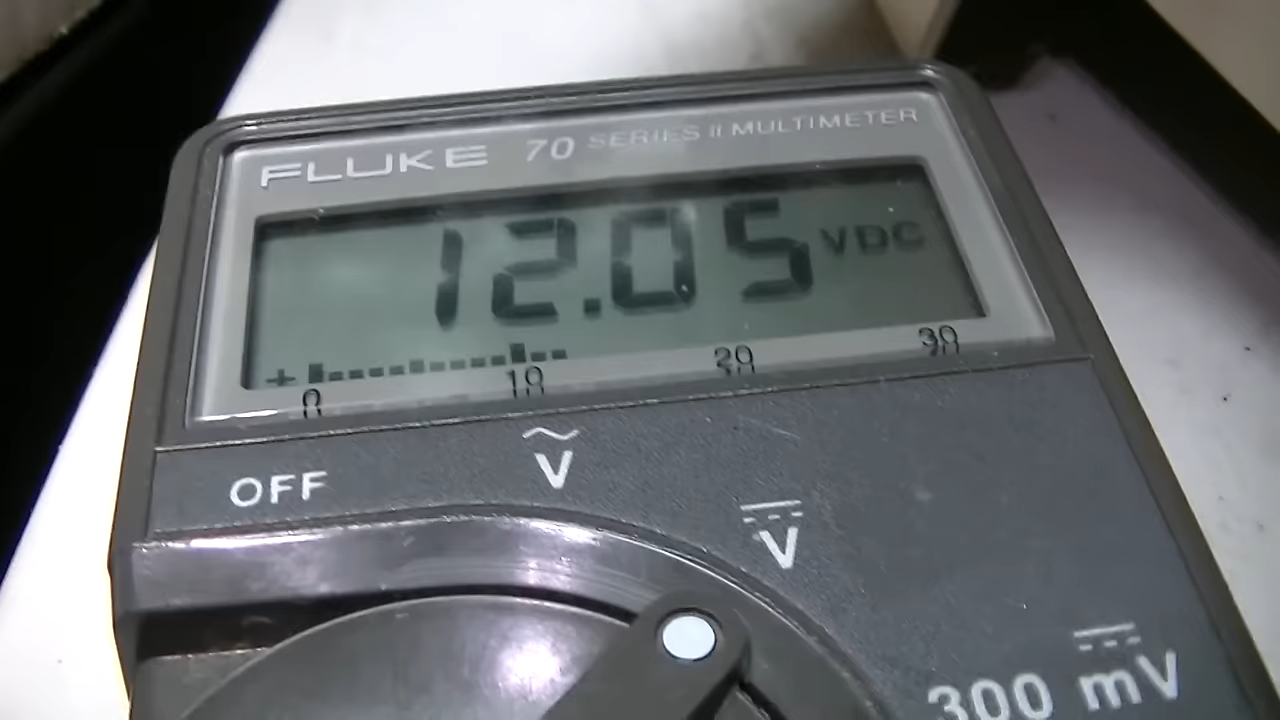 FLUKE 70 SERIES II MULTIMETER
12.05 VDC
+
0 10 20 30
OFF
V
V
300 mV